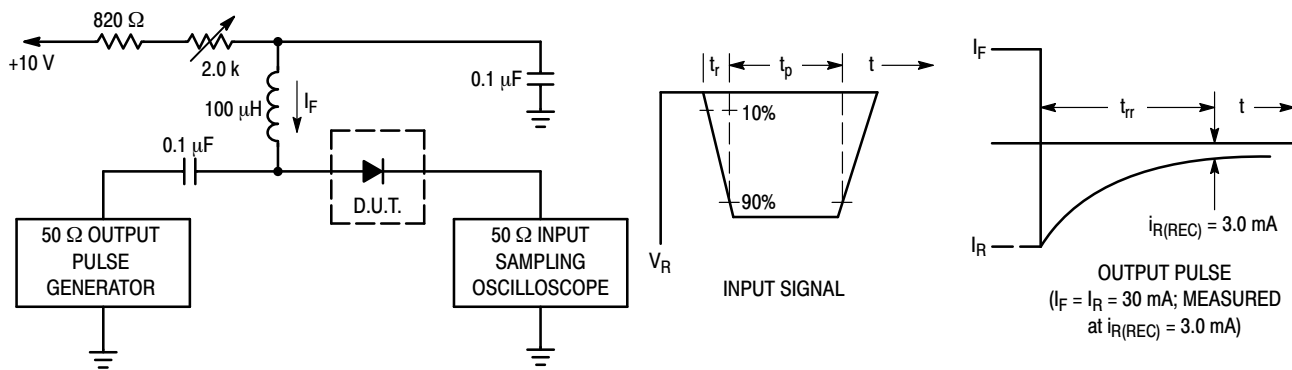 820 Ω
+10 V
2.0 k
100 μH
I_F
0.1 μF
0.1 μF
D.U.T.
50 Ω OUTPUT
PULSE
GENERATOR
50 Ω INPUT
SAMPLING
OSCILLOSCOPE
t_r
t_p
t
10%
90%
V_R
INPUT SIGNAL
I_F
t_rr
t
I_R
i_R(REC) = 3.0 mA
OUTPUT PULSE
(I_F = I_R = 30 mA; MEASURED
at i_R(REC) = 3.0 mA)